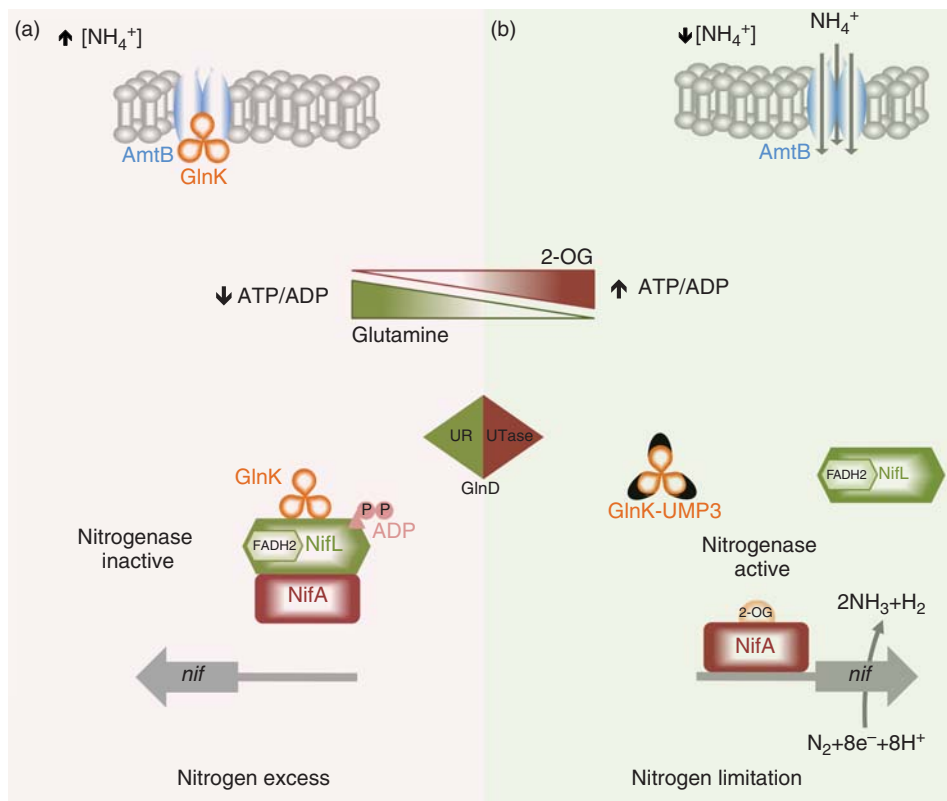 (a)
↑ [NH₄⁺]
AmtB
GlnK
(b)
↓ [NH₄⁺]
NH₄⁺
AmtB
2-OG
↓ ATP/ADP
↑ ATP/ADP
Glutamine
UR
UTase
GlnD
GlnK
P P
ADP
FADH2
NifL
NifA
Nitrogenase
inactive
nif
Nitrogen excess
GlnK-UMP3
FADH2
NifL
Nitrogenase
active
2-OG
NifA
2NH₃+H₂
nif
N₂+8e⁻+8H⁺
Nitrogen limitation